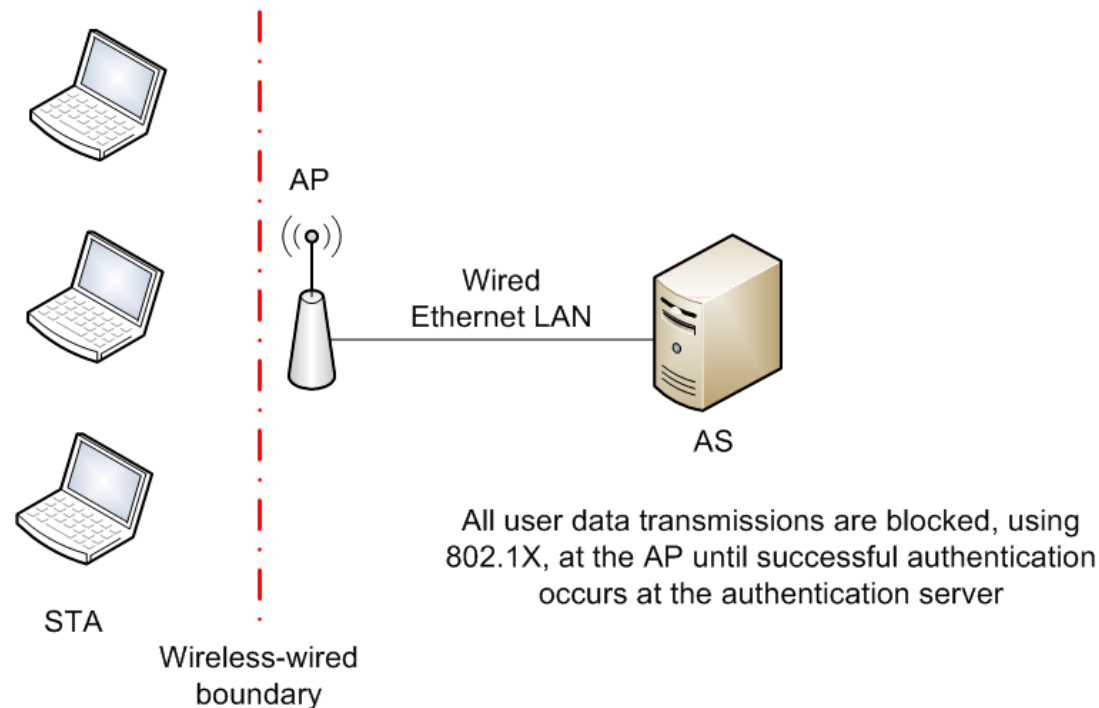 AP
Wired
Ethernet LAN
AS
All user data transmissions are blocked, using
802.1X, at the AP until successful authentication
occurs at the authentication server
STA
Wireless-wired
boundary